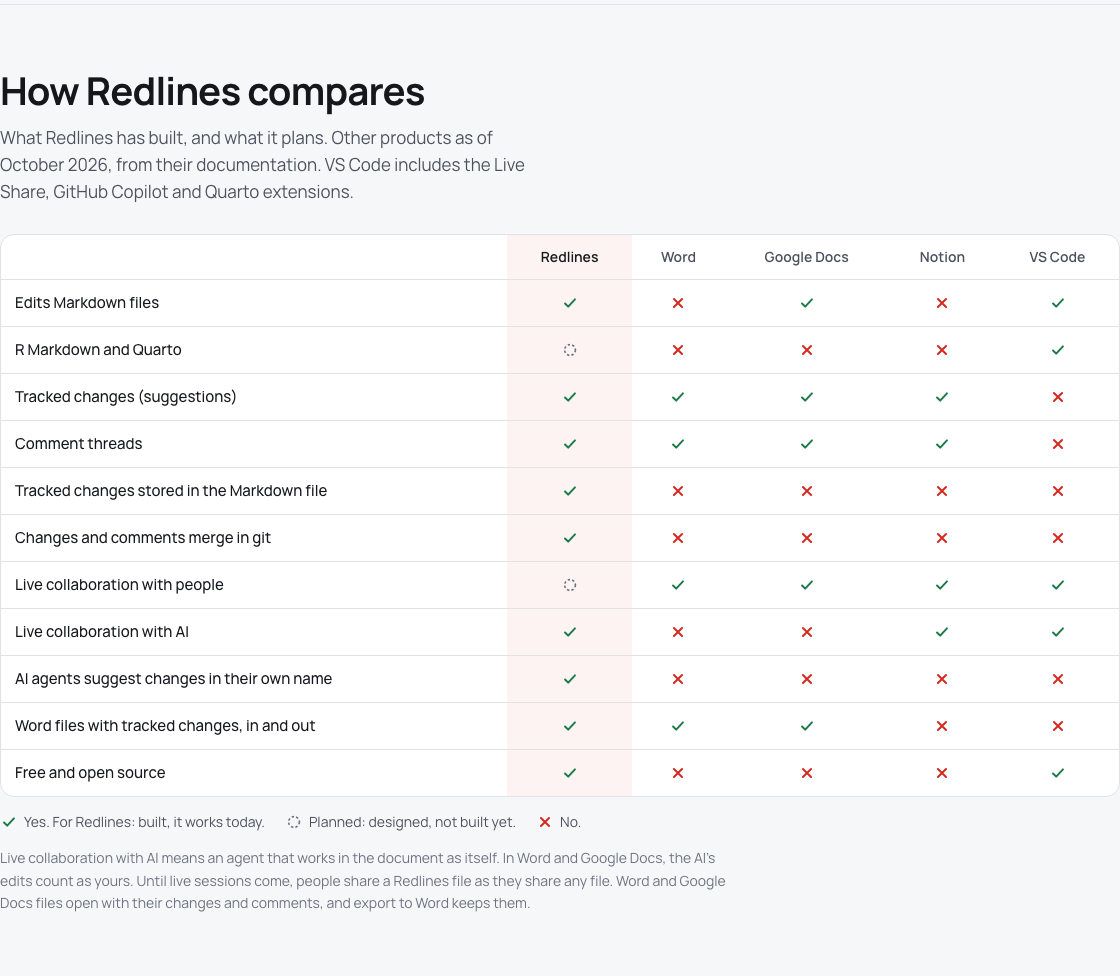 How Redlines compares
What Redlines has built, and what it plans. Other products as of
October 2026, from their documentation. VS Code includes the Live
Share, GitHub Copilot and Quarto extensions.
Redlines Word Google Docs Notion VS Code
Edits Markdown files
R Markdown and Quarto
Tracked changes (suggestions)
Comment threads
Tracked changes stored in the Markdown file
Changes and comments merge in git
Live collaboration with people
Live collaboration with AI
AI agents suggest changes in their own name
Word files with tracked changes, in and out
Free and open source
Yes. For Redlines: built, it works today. Planned: designed, not built yet. No.
Live collaboration with AI means an agent that works in the document as itself. In Word and Google Docs, the AI's
edits count as yours. Until live sessions come, people share a Redlines file as they share any file. Word and Google
Docs files open with their changes and comments, and export to Word keeps them.